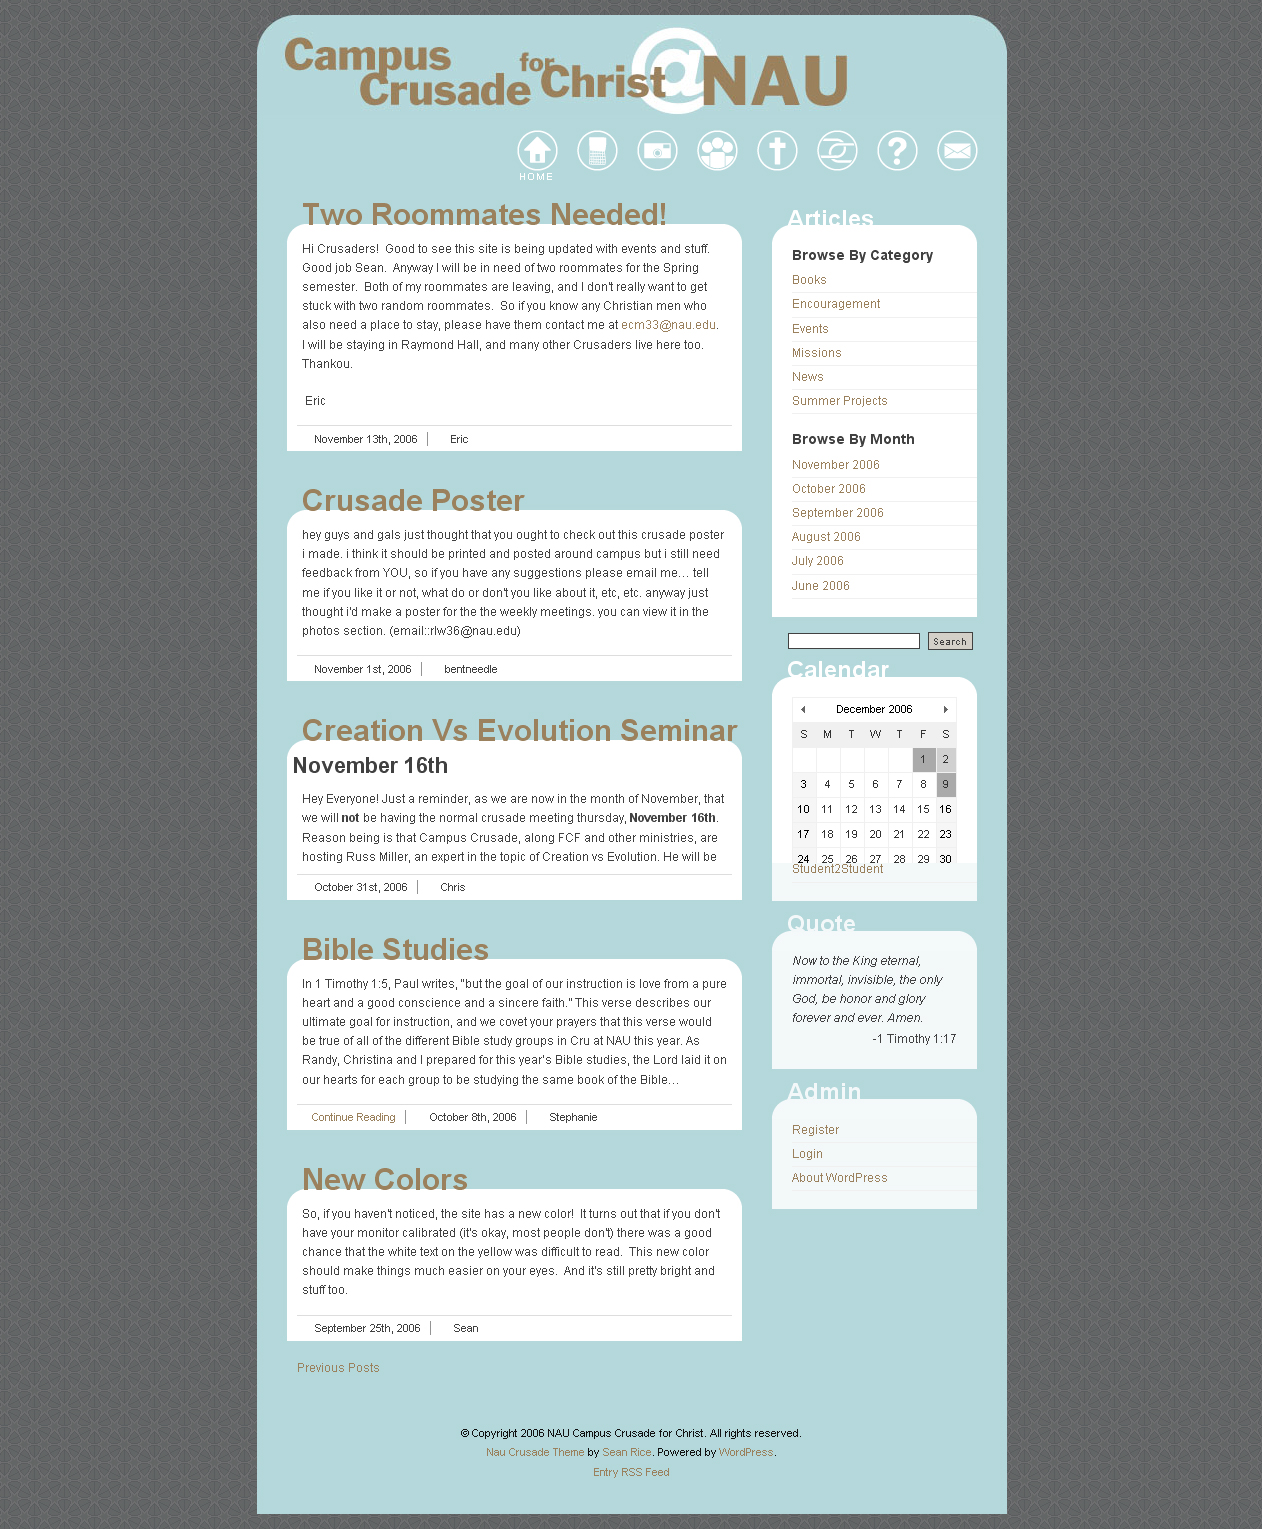 Campus Crusade for Christ @NAU
HOME
Two Roommates Needed!
Hi Crusaders!  Good to see this site is being updated with events and stuff.
Good job Sean.  Anyway I will be in need of two roommates for the Spring
semester.  Both of my roommates are leaving, and I don't really want to get
stuck with two random roommates.  So if you know any Christian men who
also need a place to stay, please have them contact me at ecm33@nau.edu.
I will be staying in Raymond Hall, and many other Crusaders live here too.
Thankou.
Eric
November 13th, 2006
Eric
Crusade Poster
hey guys and gals just thought that you ought to check out this crusade poster
i made. i think it should be printed and posted around campus but i still need
feedback from YOU, so if you have any suggestions please email me… tell
me if you like it or not, what do or don't you like about it, etc, etc. anyway just
thought i'd make a poster for the the weekly meetings. you can view it in the
photos section. (email::rlw36@nau.edu)
November 1st, 2006
bentneedle
Creation Vs Evolution Seminar
November 16th
Hey Everyone! Just a reminder, as we are now in the month of November, that
we will not be having the normal crusade meeting thursday, November 16th.
Reason being is that Campus Crusade, along FCF and other ministries, are
hosting Russ Miller, an expert in the topic of Creation vs Evolution. He will be
October 31st, 2006
Chris
Bible Studies
In 1 Timothy 1:5, Paul writes, "but the goal of our instruction is love from a pure
heart and a good conscience and a sincere faith." This verse describes our
ultimate goal for instruction, and we covet your prayers that this verse would
be true of all of the different Bible study groups in Cru at NAU this year. As
Randy, Christina and I prepared for this year's Bible studies, the Lord laid it on
our hearts for each group to be studying the same book of the Bible…
Continue Reading
October 8th, 2006
Stephanie
New Colors
So, if you haven't noticed, the site has a new color!  It turns out that if you don't
have your monitor calibrated (it's okay, most people don't) there was a good
chance that the white text on the yellow was difficult to read.  This new color
should make things much easier on your eyes.  And it's still pretty bright and
stuff too.
September 25th, 2006
Sean
Previous Posts
Articles
Browse By Category
Books
Encouragement
Events
Missions
News
Summer Projects
Browse By Month
November 2006
October 2006
September 2006
August 2006
July 2006
June 2006
Search
Calendar
December 2006
S M T W T F S
1 2
3 4 5 6 7 8 9
10 11 12 13 14 15 16
17 18 19 20 21 22 23
24 25 26 27 28 29 30
Student2Student
Quote
Now to the King eternal,
immortal, invisible, the only
God, be honor and glory
forever and ever. Amen.
-1 Timothy 1:17
Admin
Register
Login
About WordPress
© Copyright 2006 NAU Campus Crusade for Christ. All rights reserved.
Nau Crusade Theme by Sean Rice. Powered by WordPress.
Entry RSS Feed